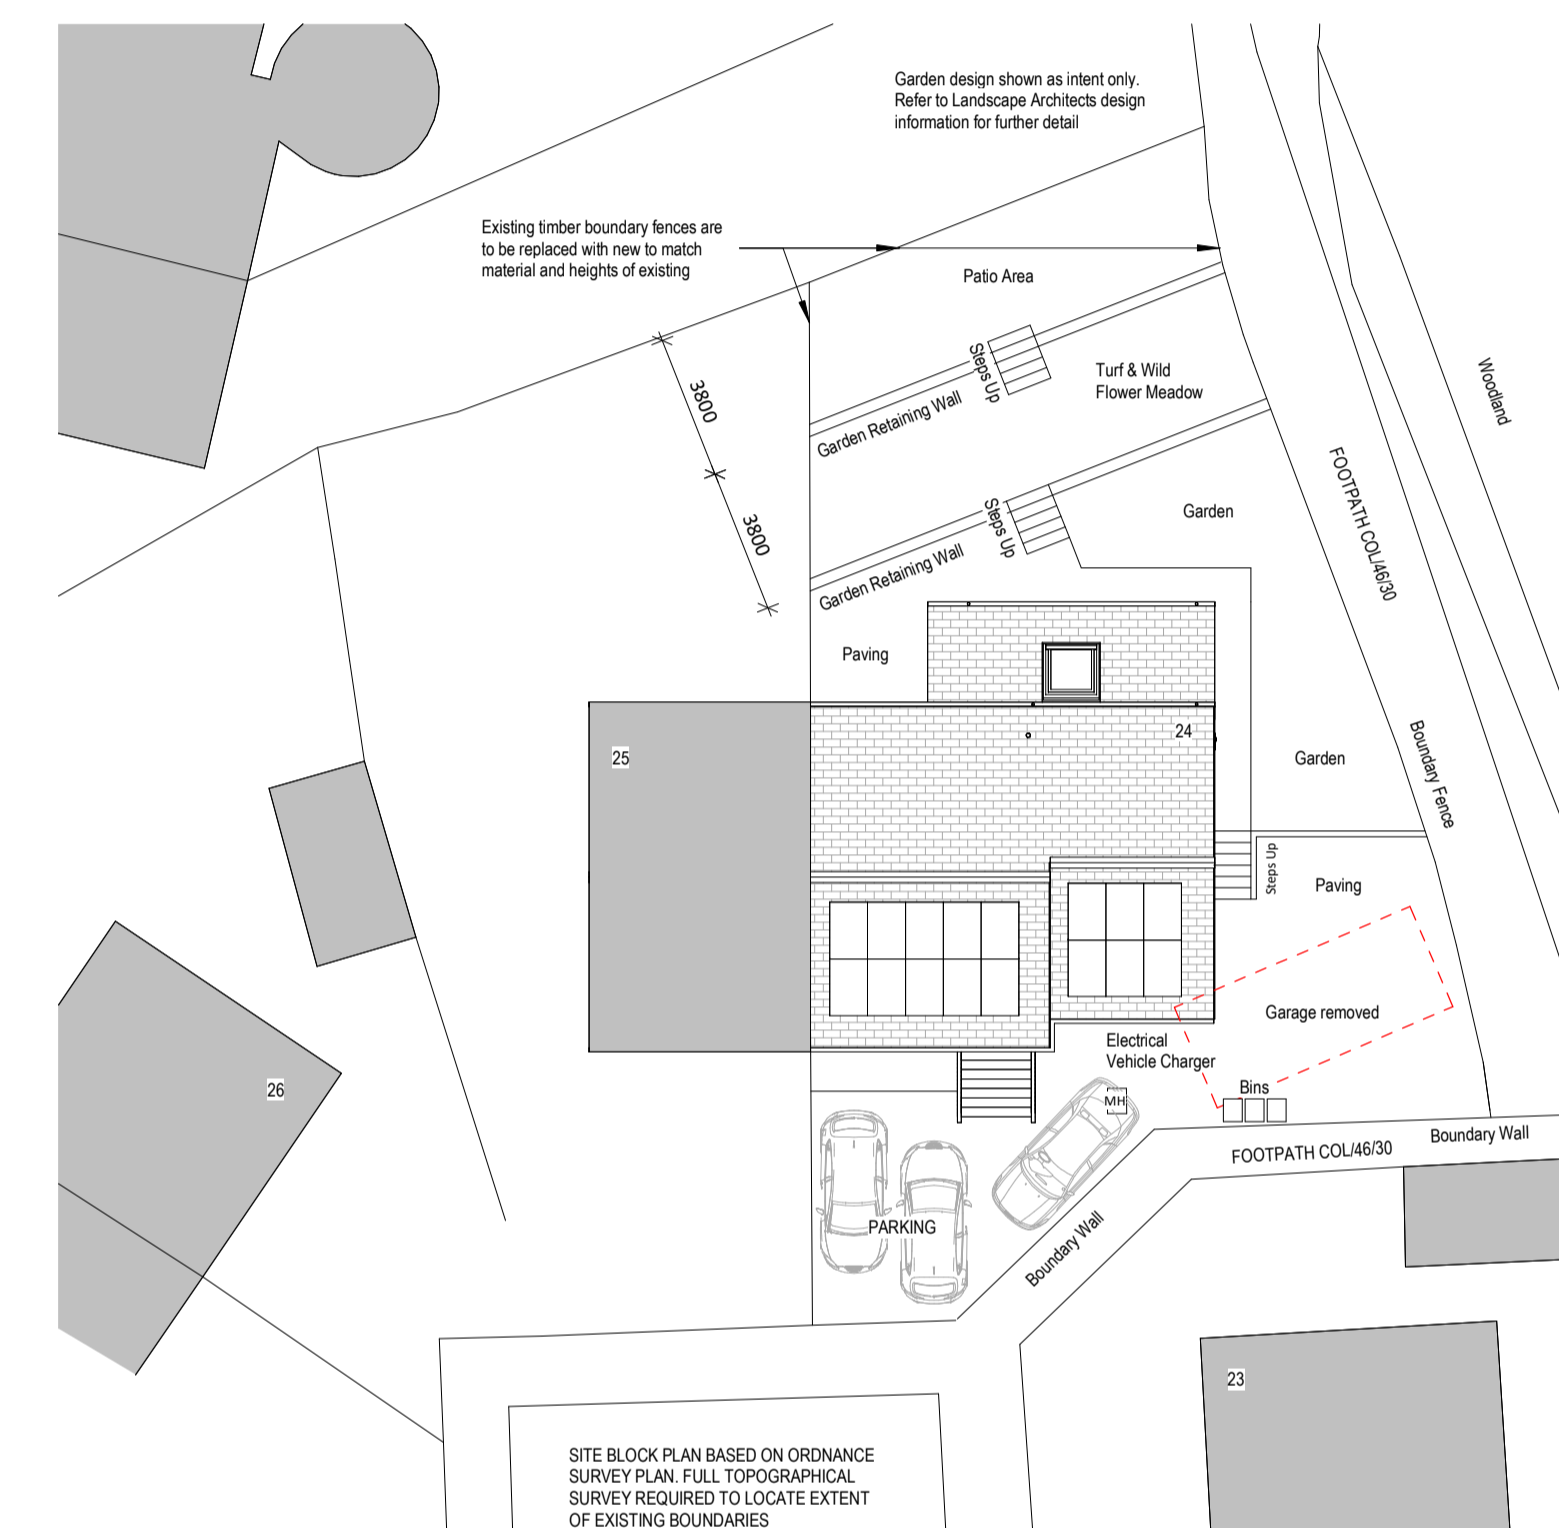 Garden design shown as intent only.
Refer to Landscape Architects design
information for further detail
Existing timber boundary fences are
to be replaced with new to match
material and heights of existing
Patio Area
Steps Up
Turf & Wild
Flower Meadow
3800
Garden Retaining Wall
Woodland
FOOTPATH COL/46/30
Steps Up
Garden
3800
Garden Retaining Wall
Paving
24
25
Garden
Boundary Fence
Steps Up
Paving
Garage removed
Electrical
Vehicle Charger
26
MH
Bins
FOOTPATH COL/46/30
Boundary Wall
PARKING
Boundary Wall
23
SITE BLOCK PLAN BASED ON ORDNANCE
SURVEY PLAN. FULL TOPOGRAPHICAL
SURVEY REQUIRED TO LOCATE EXTENT
OF EXISTING BOUNDARIES